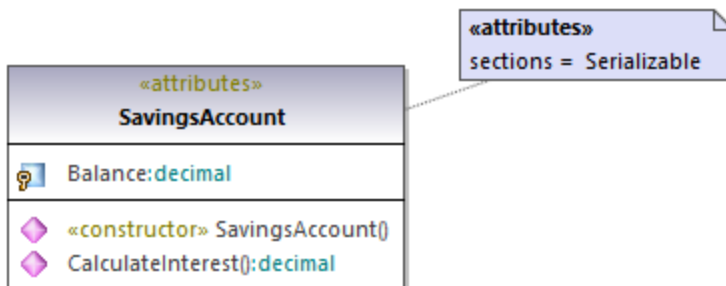 «attributes»
sections = Serializable
«attributes»
SavingsAccount
Balance:decimal
«constructor» SavingsAccount()
CalculateInterest():decimal